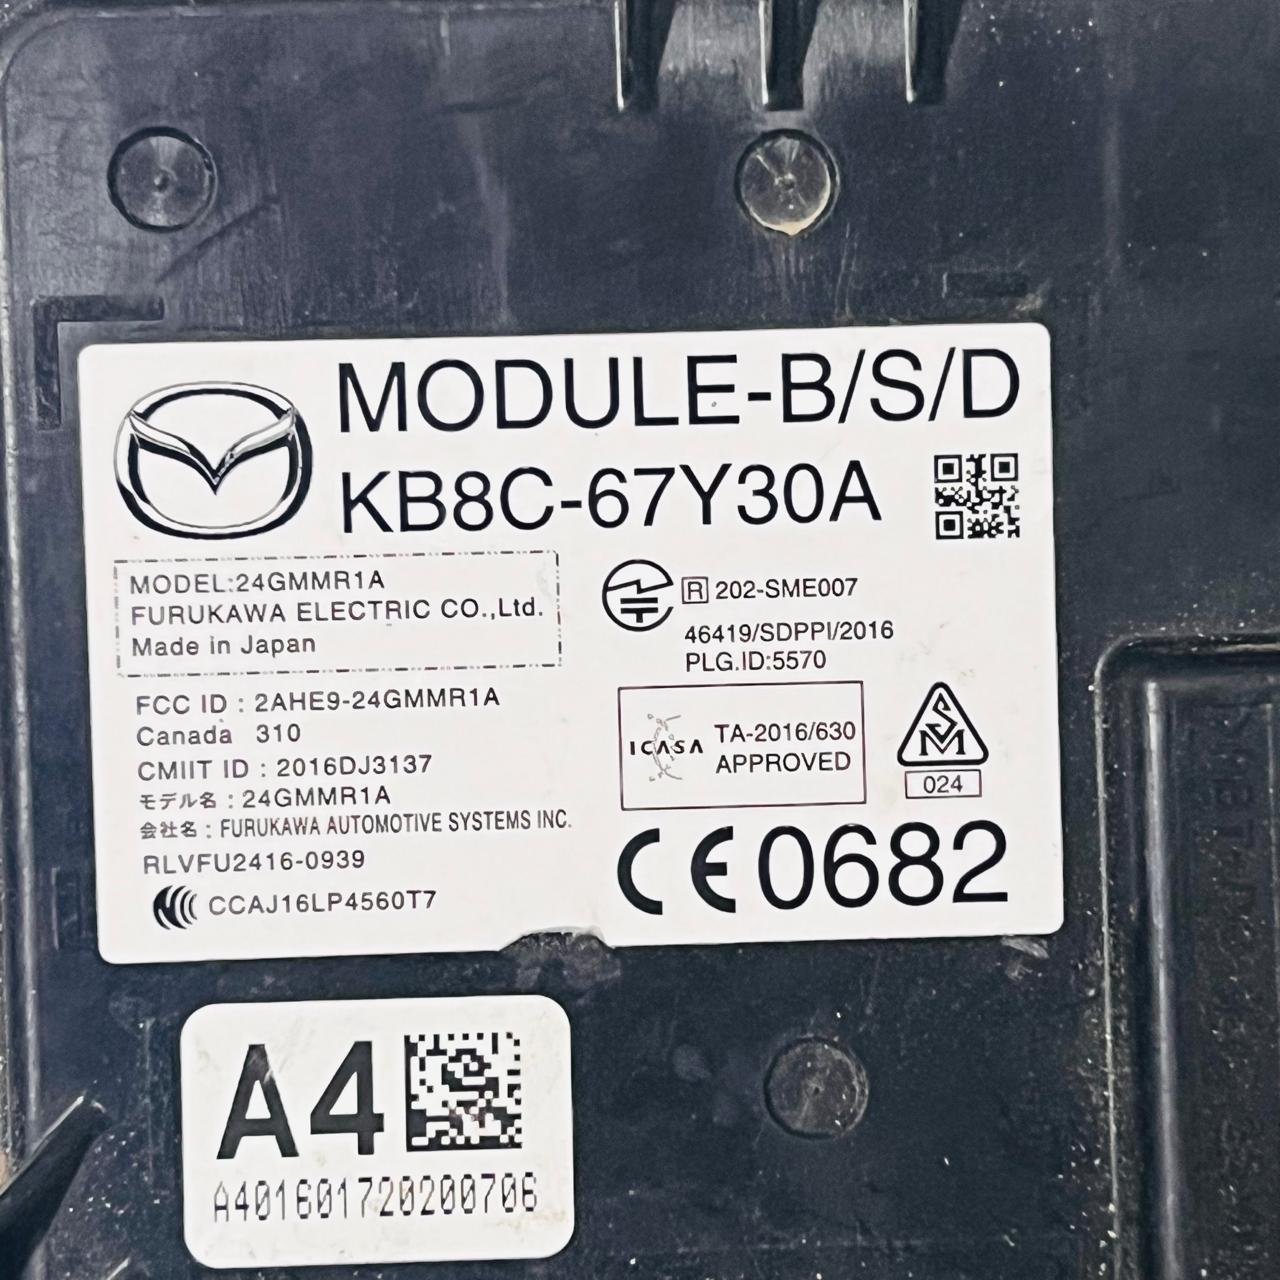 MODULE-B/S/D
KB8C-67Y30A
MODEL:24GMMR1A
FURUKAWA ELECTRIC CO.,Ltd.
Made in Japan
FCC ID : 2AHE9-24GMMR1A
Canada 310
CMIIT ID : 2016DJ3137
モデル名 : 24GMMR1A
会社名 : FURUKAWA AUTOMOTIVE SYSTEMS INC.
RLVFU2416-0939
CCAJ16LP4560T7
R 202-SME007
46419/SDPPI/2016
PLG.ID:5570
ICASA
TA-2016/630
APPROVED
SM
024
CE0682
A4
A401601720200706